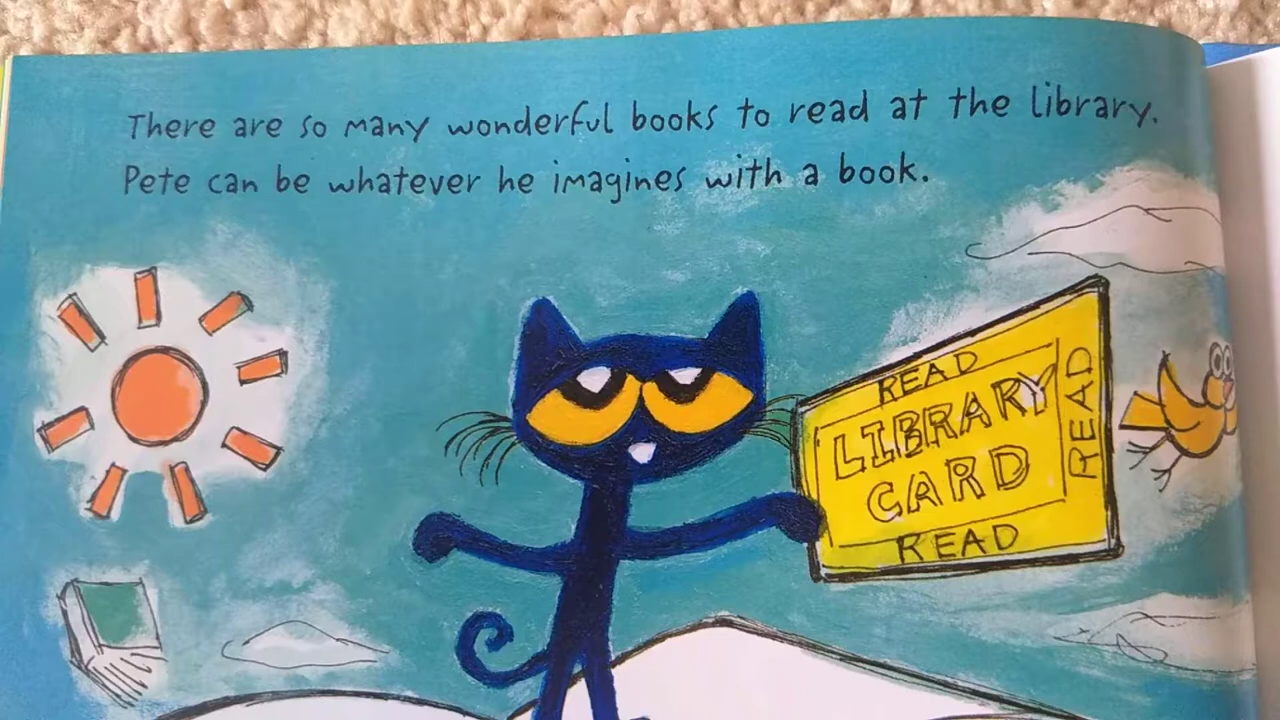 There are so many wonderful books to read at the library.
Pete can be whatever he imagines with a book.
READ
LIBRARY
CARD
READ
READ